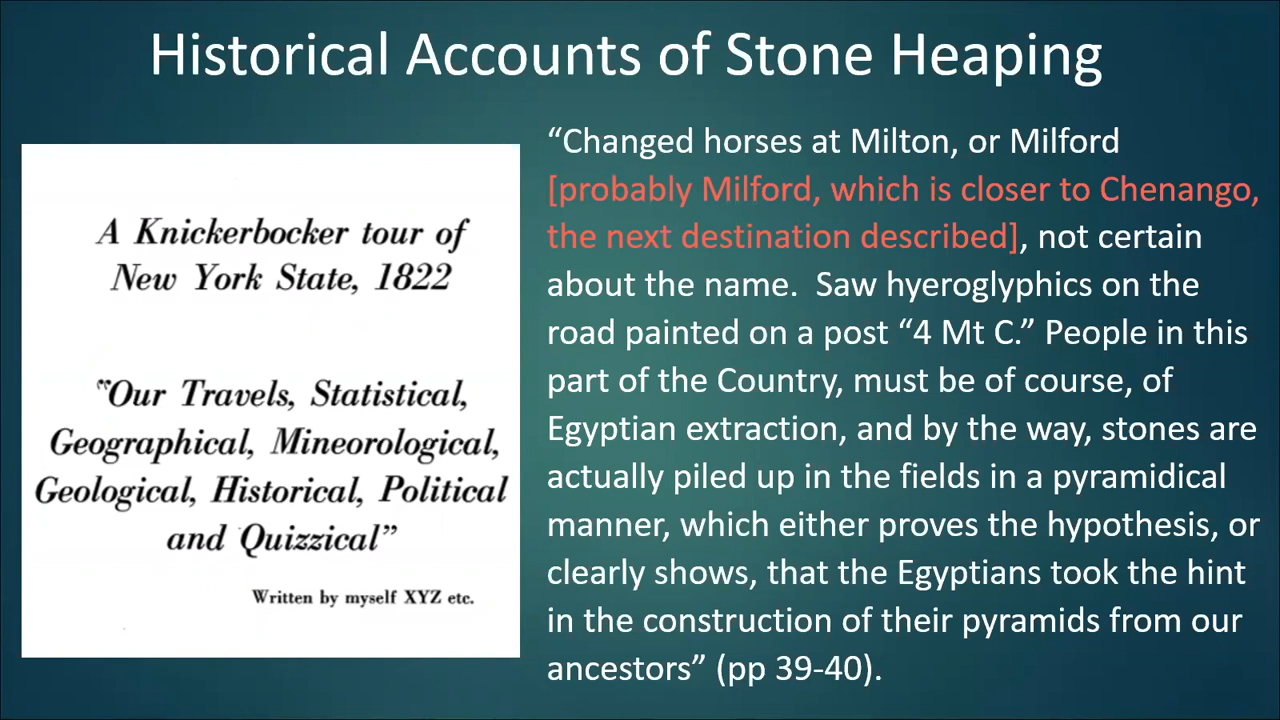 Historical Accounts of Stone Heaping
A Knickerbocker tour of
New York State, 1822
"Our Travels, Statistical,
Geographical, Mineorological,
Geological, Historical, Political
and Quizzical"
Written by myself XYZ etc.
“Changed horses at Milton, or Milford
[probably Milford, which is closer to Chenango,
the next destination described], not certain
about the name.  Saw hyeroglyphics on the
road painted on a post “4 Mt C.” People in this
part of the Country, must be of course, of
Egyptian extraction, and by the way, stones are
actually piled up in the fields in a pyramidical
manner, which either proves the hypothesis, or
clearly shows, that the Egyptians took the hint
in the construction of their pyramids from our
ancestors” (pp 39-40).